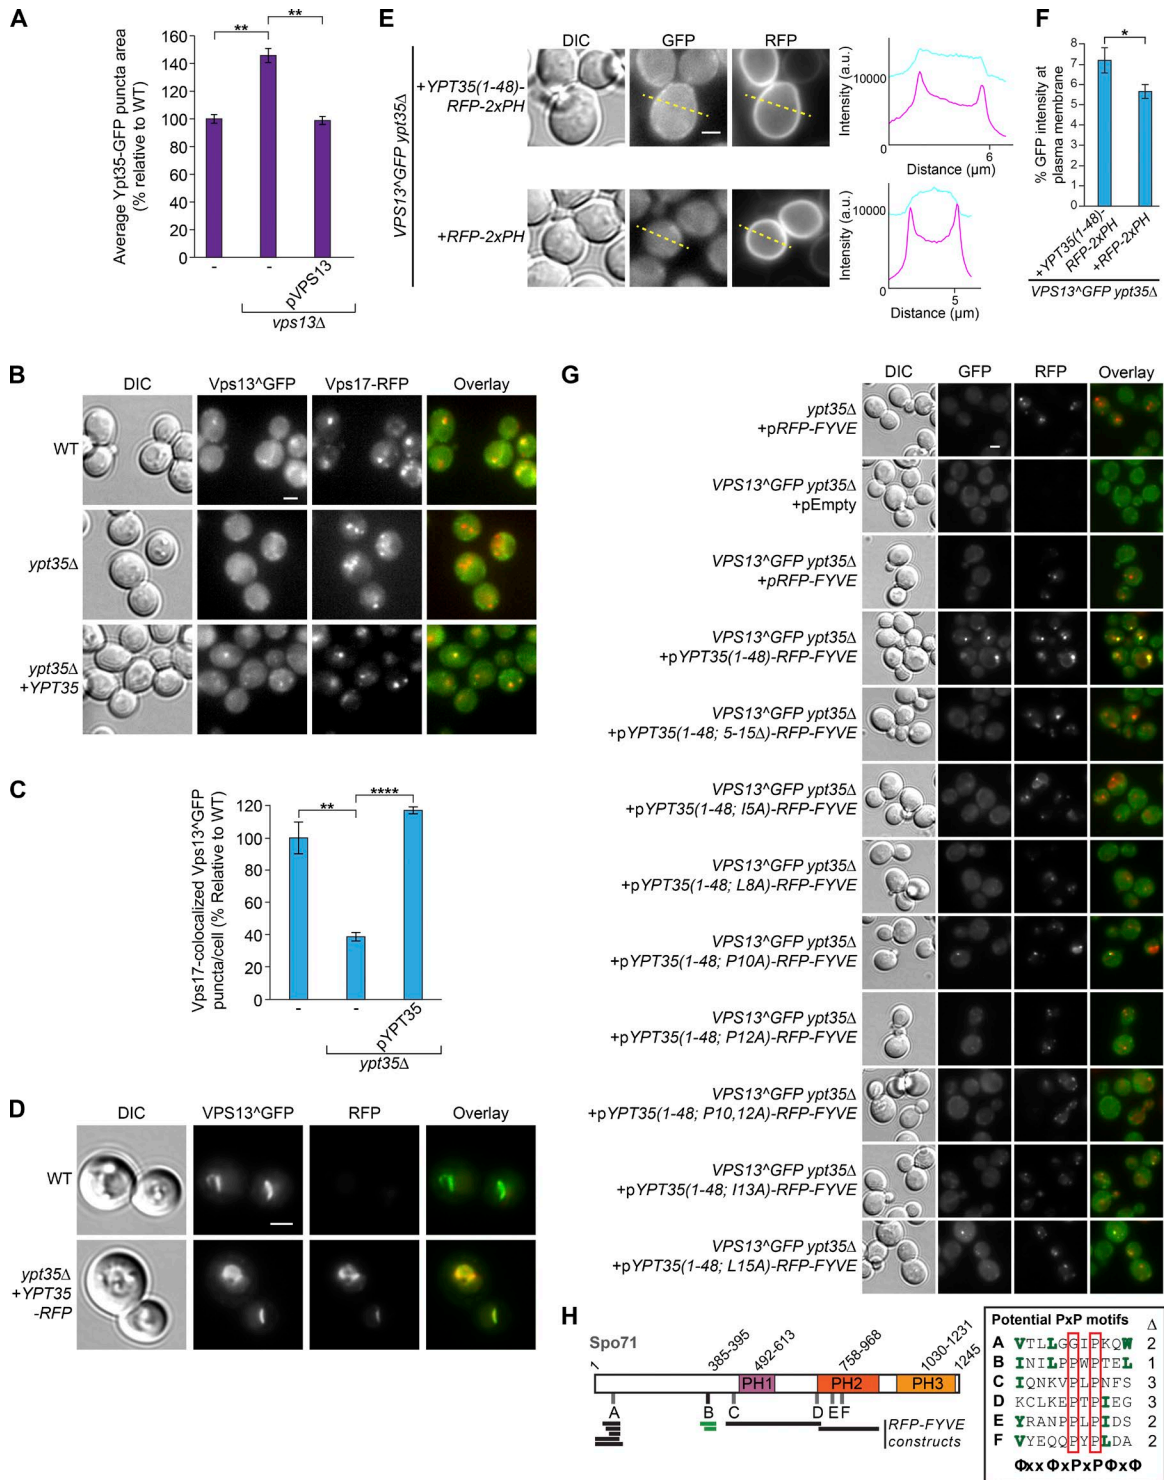 A
Average Ypt35-GFP puncta area
(% relative to WT)
160
140
120
100
80
60
40
20
0
**
**
-
-
pVPS13
vps13Δ
B
DIC
Vps13^GFP
Vps17-RFP
Overlay
WT
ypt35Δ
ypt35Δ
+YPT35
C
Vps17-colocalized Vps13^GFP
puncta/cell (% Relative to WT)
120
100
80
60
40
20
0
**
****
-
-
pYPT35
ypt35Δ
D
DIC
VPS13^GFP
RFP
Overlay
WT
ypt35Δ
+YPT35
-RFP
E
DIC
GFP
RFP
VPS13^GFP ypt35Δ
+YPT35(1-48)-
RFP-2xPH
+RFP-2xPH
Intensity (a.u.)
10000
0
6
Distance (µm)
Intensity (a.u.)
10000
0
5
Distance (µm)
F
% GFP intensity at
plasma membrane
8
7
6
5
4
3
2
1
0
*
+YPT35(1-48)-
RFP-2xPH
+RFP-2xPH
VPS13^GFP ypt35Δ
G
DIC
GFP
RFP
Overlay
ypt35Δ
+pRFP-FYVE
VPS13^GFP ypt35Δ
+pEmpty
VPS13^GFP ypt35Δ
+pRFP-FYVE
VPS13^GFP ypt35Δ
+pYPT35(1-48)-RFP-FYVE
VPS13^GFP ypt35Δ
+pYPT35(1-48; 5-15Δ)-RFP-FYVE
VPS13^GFP ypt35Δ
+pYPT35(1-48; I5A)-RFP-FYVE
VPS13^GFP ypt35Δ
+pYPT35(1-48; L8A)-RFP-FYVE
VPS13^GFP ypt35Δ
+pYPT35(1-48; P10A)-RFP-FYVE
VPS13^GFP ypt35Δ
+pYPT35(1-48; P12A)-RFP-FYVE
VPS13^GFP ypt35Δ
+pYPT35(1-48; P10,12A)-RFP-FYVE
VPS13^GFP ypt35Δ
+pYPT35(1-48; I13A)-RFP-FYVE
VPS13^GFP ypt35Δ
+pYPT35(1-48; L15A)-RFP-FYVE
H
Spo71
1
385-395
492-613
758-968
1030-1231
1245
PH1
PH2
PH3
A
B
C
D
E
F
RFP-FYVE
constructs
Potential PxP motifs
Δ
A VTLLGGIPKQW 2
B INILPPWPTEL 1
C IQNKVPLPNFS 3
D KCLKEPTPIEG 3
E YRANPPLPIDS 2
F VYEQQPYPLDA 2
ΦxxΦxPxPΦxΦ